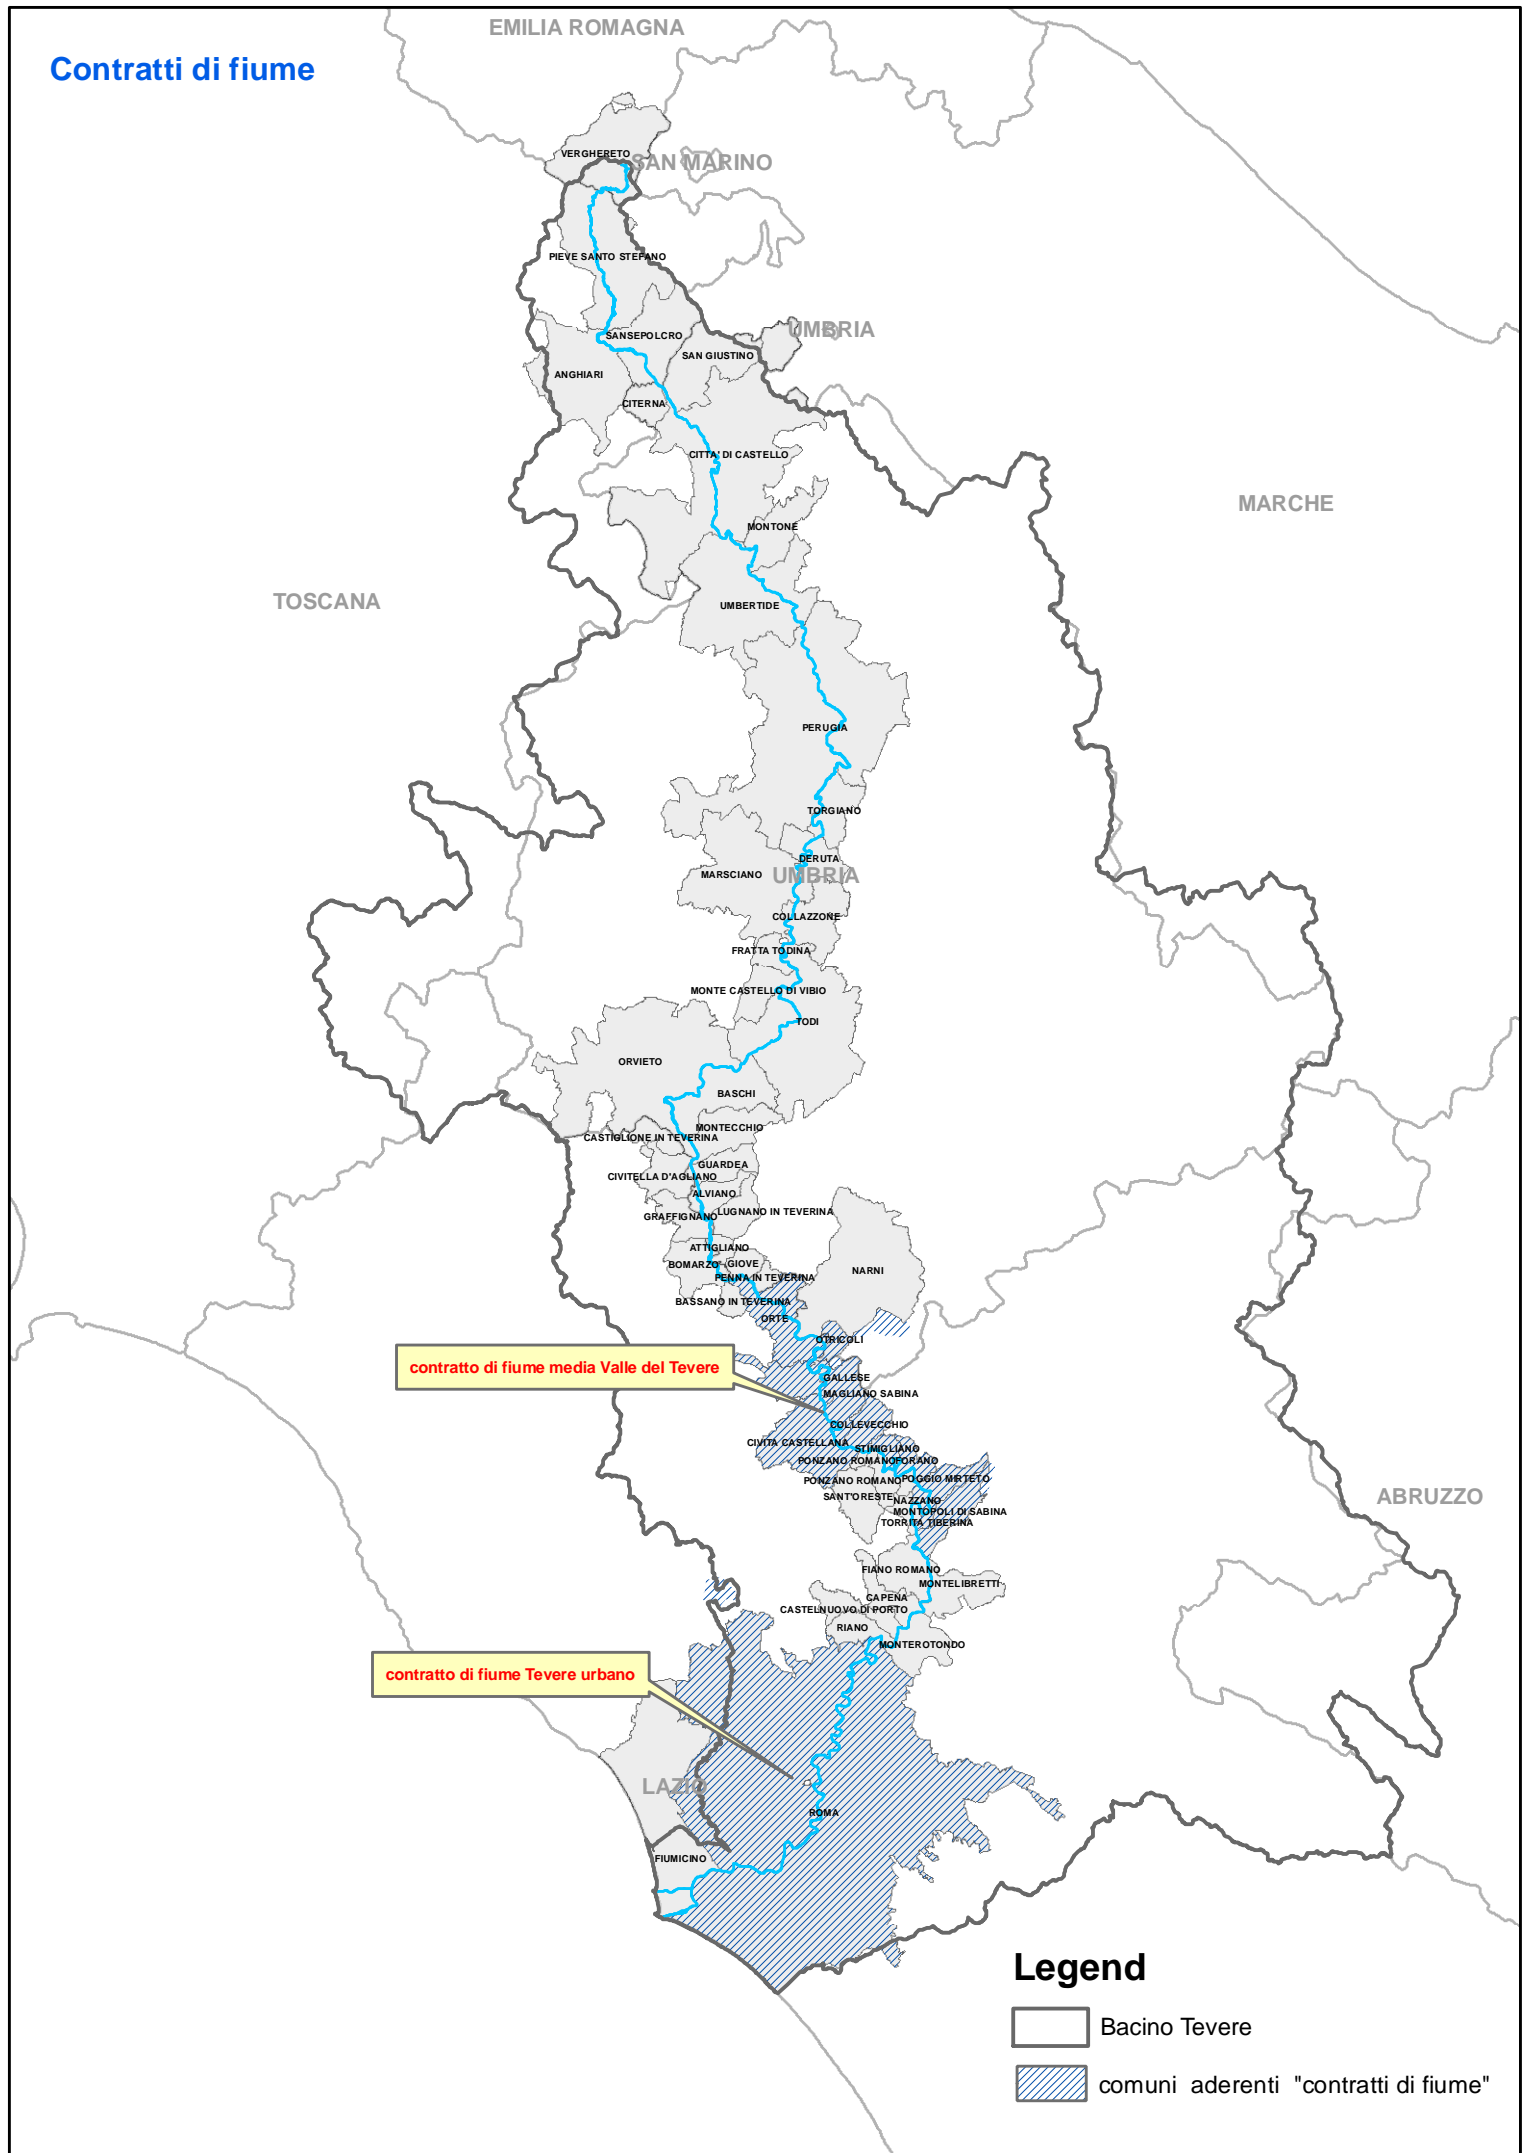 EMILIA ROMAGNA
Contratti di fiume
VERGHERETO
SAN MARINO
PIEVE SANTO STEFANO
UMBRIA
SANSEPOLCRO
SAN GIUSTINO
ANGHIARI
CITERNA
CITTA' DI CASTELLO
MARCHE
MONTONE
TOSCANA
UMBERTIDE
PERUGIA
TORGIANO
DERUTA
MARSCIANO
UMBRIA
COLLAZZONE
FRATTA TODINA
MONTE CASTELLO DI VIBIO
TODI
ORVIETO
BASCHI
MONTECCHIO
CASTIGLIONE IN TEVERINA
GUARDEA
CIVITELLA D'AGLIANO
ALVIANO
LUGNANO IN TEVERINA
GRAFFIGNANO
ATTIGLIANO
BOMARZO
GIOVE
NARNI
PENNA IN TEVERINA
BASSANO IN TEVERINA
ORTE
OTRICOLI
contratto di fiume media Valle del Tevere
GALLESE
MAGLIANO SABINA
COLLEVECCHIO
CIVITA CASTELLANA
STIMIGLIANO
PONZANO ROMANO
FORANO
PONZANO ROMANO
POGGIO MIRTETO
SANT'ORESTE
NAZZANO
ABRUZZO
MONTOPOLI DI SABINA
TORRITA TIBERINA
FIANO ROMANO
MONTELIBRETTI
CAPENA
CASTELNUOVO DI PORTO
RIANO
MONTEROTONDO
contratto di fiume Tevere urbano
LAZIO
ROMA
FIUMICINO
Legend
Bacino Tevere
comuni aderenti "contratti di fiume"